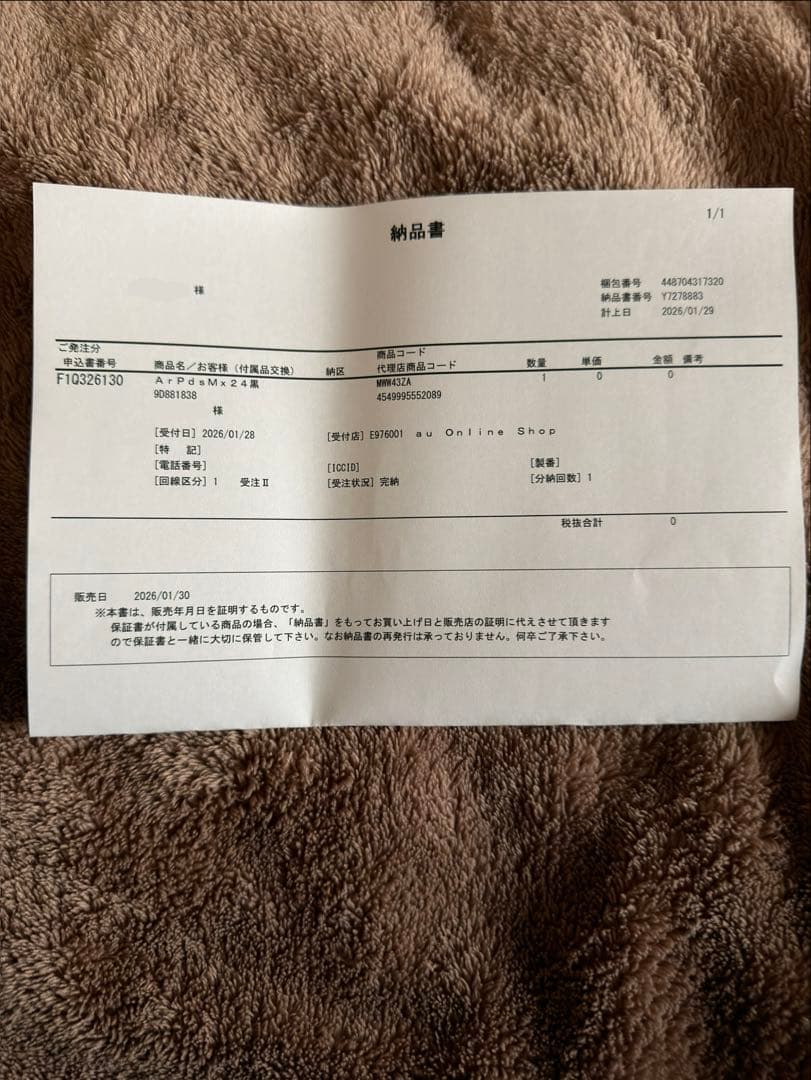 1/1
納品書
様
梱包番号 448704317320
納品書番号 Y7278883
計上日 2026/01/29
ご発注分
申込書番号 商品名／お客様（付属品交換） 納区 商品コード 代理店商品コード 数量 単価 金額 備考
F1Q326130 ＡｒＰｄｓＭｘ２４黒 MWW43ZA 1 0 0
9D881838 4549995552089
様
[受付日] 2026/01/28 [受付店] E976001 ａｕ Ｏｎｌｉｎｅ Ｓｈｏｐ
[特 記]
[電話番号] [ICCID] [製番]
[回線区分] 1 受注Ⅱ [受注状況] 完納 [分納回数] 1
税抜合計 0
販売日 2026/01/30
※本書は、販売年月日を証明するものです。
保証書が付属している商品の場合、「納品書」をもってお買い上げ日と販売店の証明に代えさせて頂きます
ので保証書と一緒に大切に保管して下さい。なお納品書の再発行は承っておりません。何卒ご了承下さい。